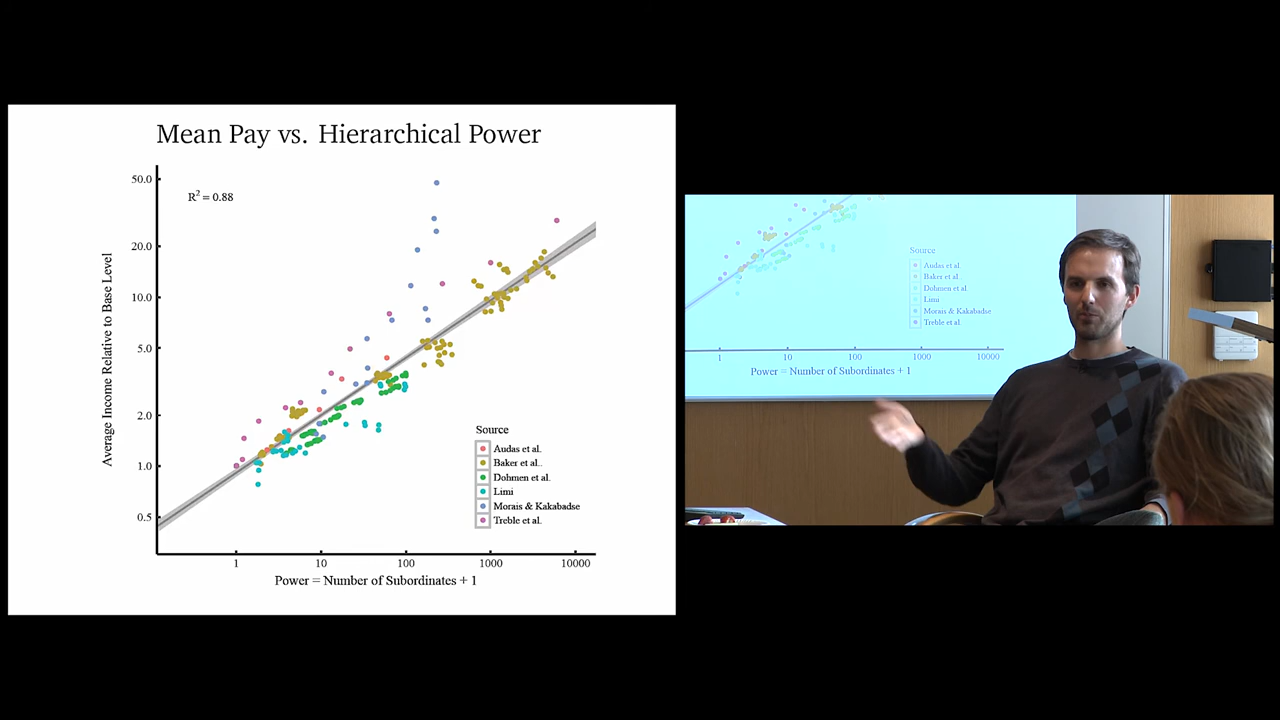 Mean Pay vs. Hierarchical Power
R2 = 0.88
Average Income Relative to Base Level
50.0
20.0
10.0
5.0
2.0
1.0
0.5
Source
Audas et al.
Baker et al..
Dohmen et al.
Limi
Morais & Kakabadse
Treble et al.
1
10
100
1000
10000
Power = Number of Subordinates + 1
Source
Audas et al.
Baker et al..
Dohmen et al.
Limi
Morais & Kakabadse
Treble et al.
1
10
100
1000
10000
Power = Number of Subordinates + 1